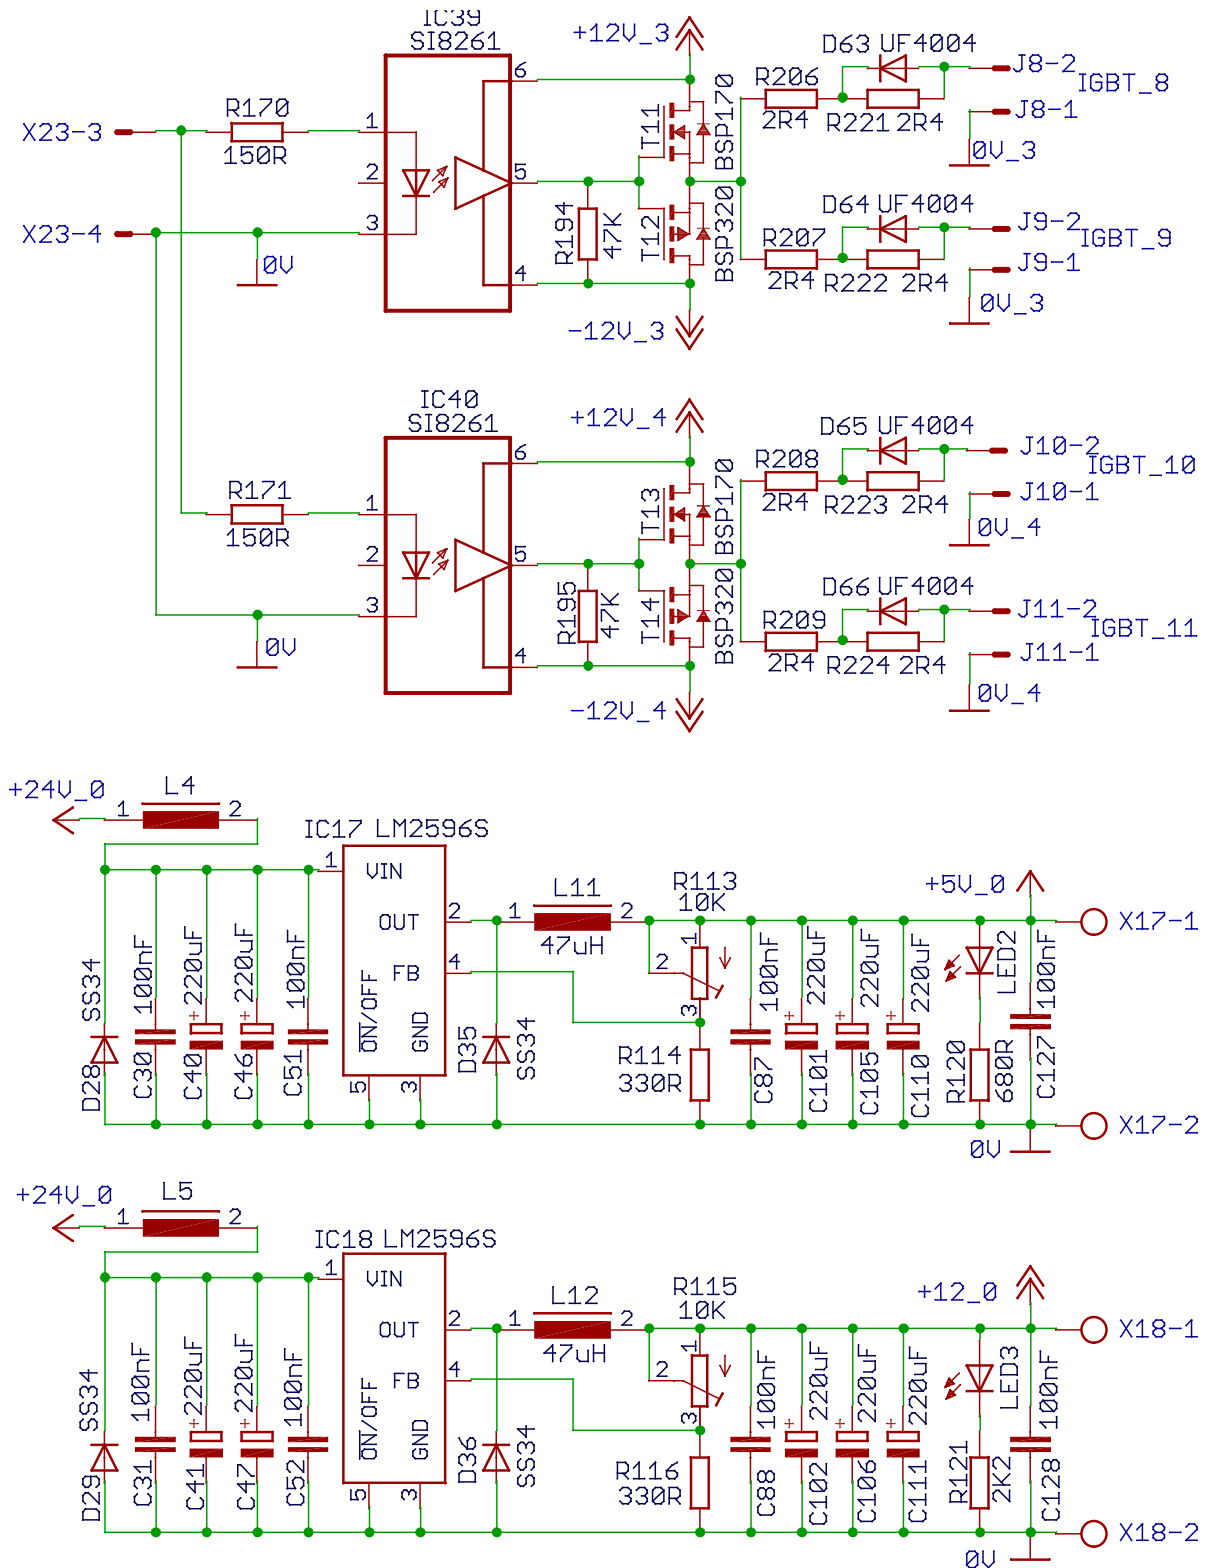 IC39
SI8261
+12V_3
D63 UF4004
J8-2
IGBT_8
R206
2R4
R221 2R4
J8-1
0V_3
X23-3
R170
150R
1
2
3
6
5
4
T11
BSP170
R194
47K
T12
BSP320
D64 UF4004
J9-2
IGBT_9
R207
2R4
R222 2R4
J9-1
0V_3
X23-4
0V
-12V_3
IC40
SI8261
+12V_4
D65 UF4004
J10-2
IGBT_10
R208
2R4
R223 2R4
J10-1
0V_4
R171
150R
1
2
3
6
5
4
T13
BSP170
R195
47K
T14
BSP320
D66 UF4004
J11-2
IGBT_11
R209
2R4
R224 2R4
J11-1
0V_4
0V
-12V_4
+24V_0
L4
1 2
IC17 LM2596S
1
VIN
OUT
2
FB
4
ON/OFF
GND
5
3
L11
1 2
47uH
R113
10K
1
2
3
+5V_0
X17-1
D28
SS34
C30
100nF
C40
+
220uF
C46
+
220uF
C51
100nF
D35
SS34
R114
330R
C87
100nF
C101
+
220uF
C105
+
220uF
C110
+
220uF
LED2
R120
680R
C127
100nF
X17-2
0V
+24V_0
L5
1 2
IC18 LM2596S
1
VIN
OUT
2
FB
4
ON/OFF
GND
5
3
L12
1 2
47uH
R115
10K
1
2
3
+12_0
X18-1
D29
SS34
C31
100nF
C41
+
220uF
C47
+
220uF
C52
100nF
D36
SS34
R116
330R
C88
100nF
C102
+
220uF
C106
+
220uF
C111
+
220uF
LED3
R121
2K2
C128
100nF
X18-2
0V